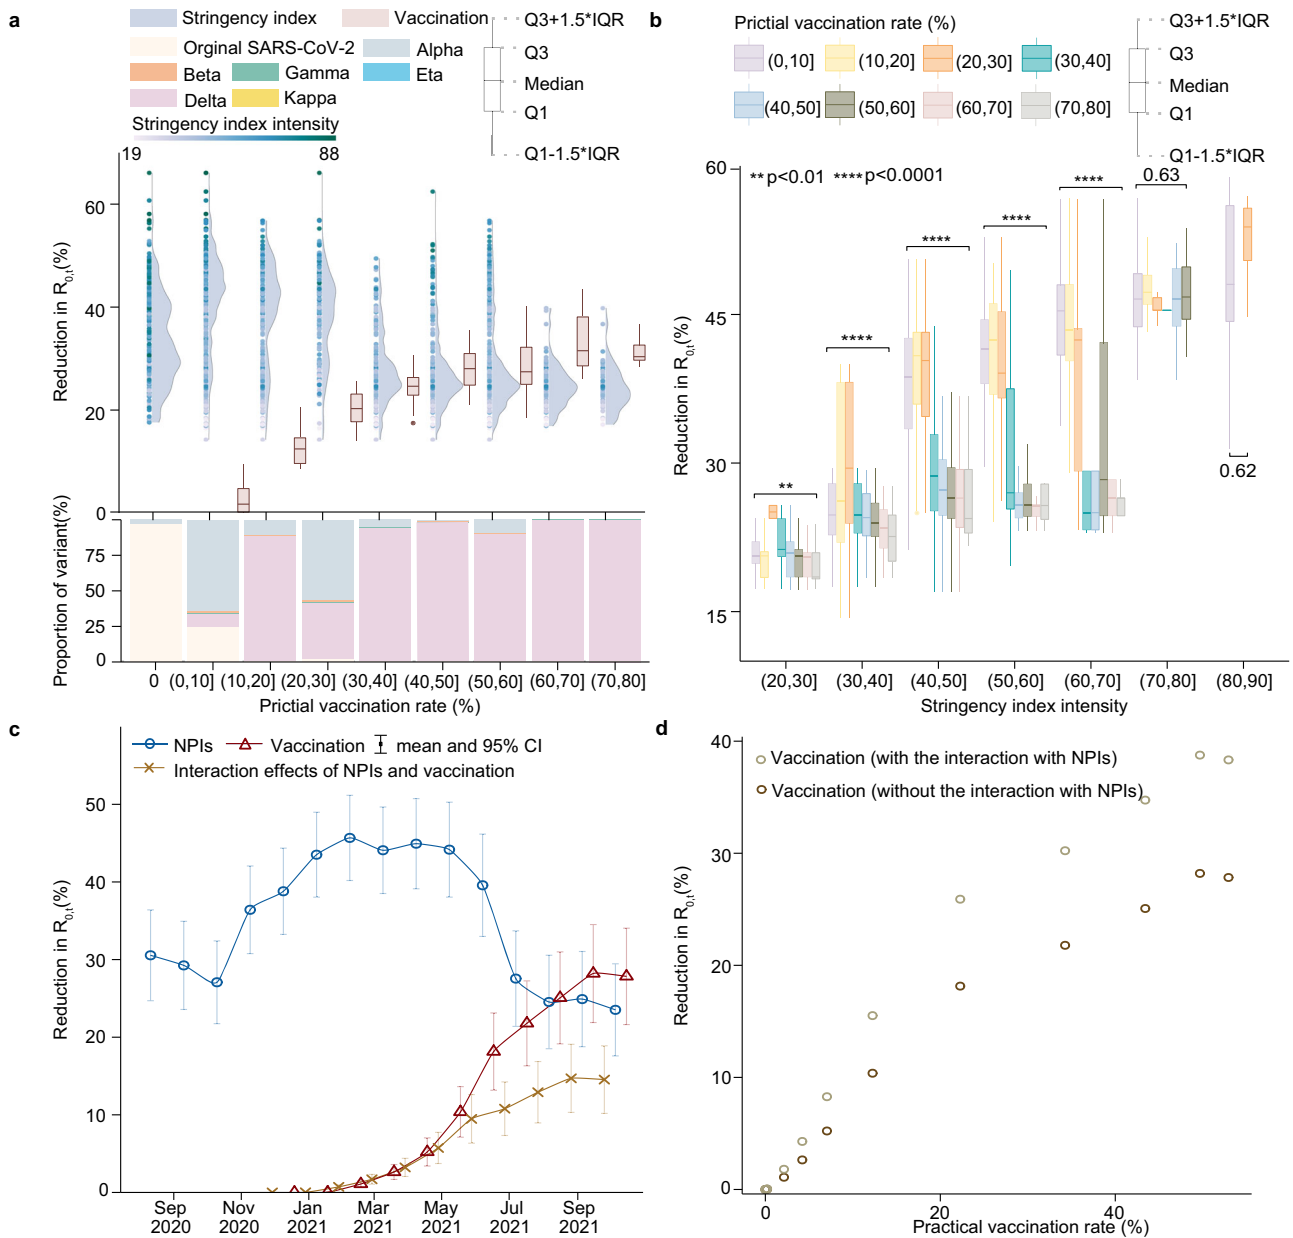 a
Stringency index
Vaccination
Orginal SARS-CoV-2
Alpha
Beta
Gamma
Eta
Delta
Kappa
Stringency index intensity
19
88
Q3+1.5*IQR
Q3
Median
Q1
Q1-1.5*IQR
Reduction in R0,t(%)
60
40
20
0
Proportion of variant(%)
0
75
50
25
0
0 (0,10] (10,20] (20,30] (30,40] (40,50] (50,60] (60,70] (70,80]
Prictial vaccination rate (%)
b
Prictial vaccination rate (%)
(0,10] (10,20] (20,30] (30,40]
(40,50] (50,60] (60,70] (70,80]
Q3+1.5*IQR
Q3
Median
Q1
Q1-1.5*IQR
**p<0.01 ****p<0.0001
Reduction in R0,t(%)
60
45
30
15
**
****
****
****
****
0.63
0.62
(20,30] (30,40] (40,50] (50,60] (60,70] (70,80] (80,90]
Stringency index intensity
c
NPIs
Vaccination
mean and 95% CI
Interaction effects of NPIs and vaccination
Reduction in R0,t(%)
50
40
30
20
10
0
Sep Nov Jan Mar May Jul Sep
2020 2020 2021 2021 2021 2021 2021
d
Vaccination (with the interaction with NPIs)
Vaccination (without the interaction with NPIs)
Reduction in R0,t(%)
40
30
20
10
0
0 20 40
Practical vaccination rate (%)